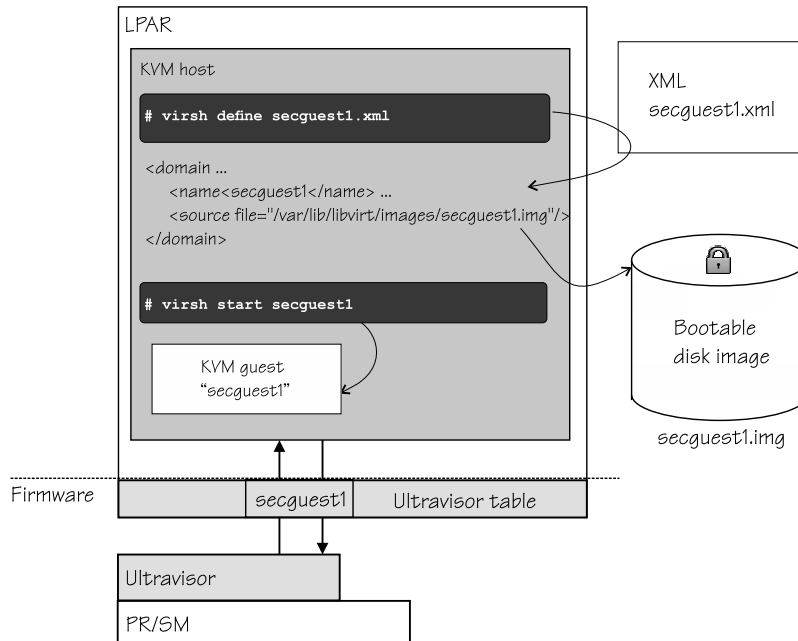 LPAR
KVM host
# virsh define secguest1.xml
XML
secguest1.xml
<domain ...
<name<secguest1</name> ...
<source file="/var/lib/libvirt/images/secguest1.img"/>
</domain>
# virsh start secguest1
Bootable
disk image
KVM guest
“secguest1”
secguest1.img
Firmware
secguest1
Ultravisor table
Ultravisor
PR/SM